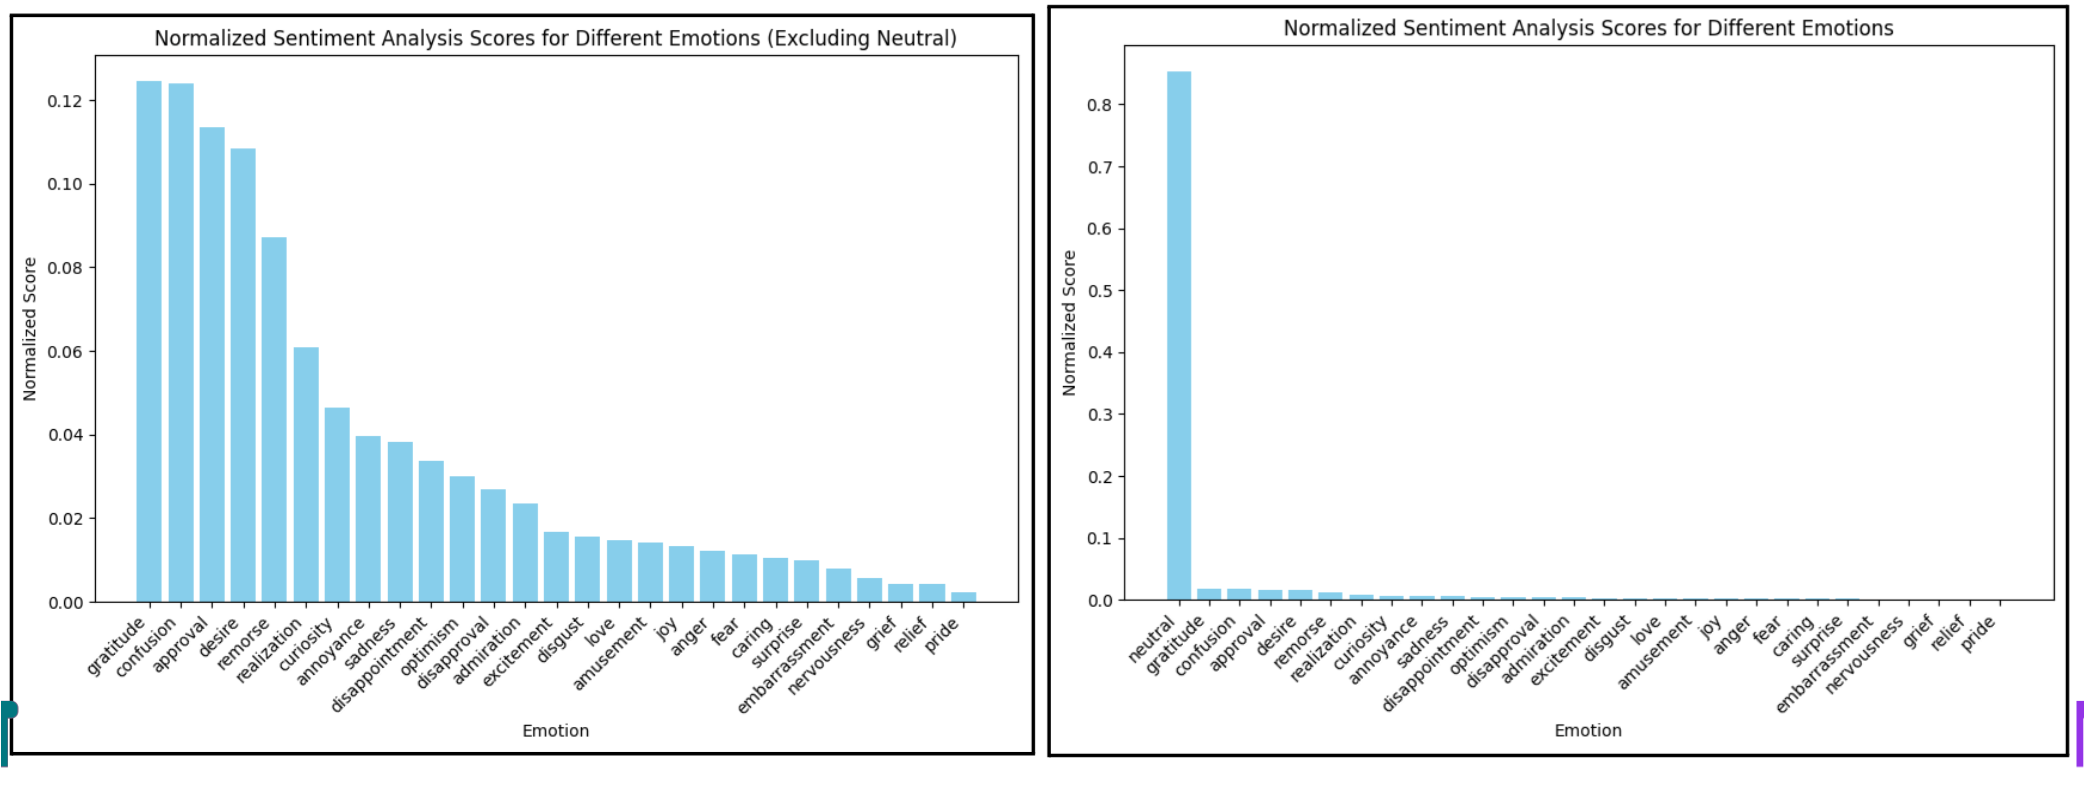 Normalized Sentiment Analysis Scores for Different Emotions (Excluding Neutral)
Normalized Score
0.12
0.10
0.08
0.06
0.04
0.02
0.00
gratitude
confusion
approval
desire
remorse
realization
curiosity
annoyance
sadness
disappointment
optimism
disapproval
admiration
excitement
disgust
love
amusement
joy
anger
fear
caring
surprise
embarrassment
nervousness
grief
relief
pride
Emotion
Normalized Sentiment Analysis Scores for Different Emotions
Normalized Score
0.8
0.7
0.6
0.5
0.4
0.3
0.2
0.1
0.0
neutral
gratitude
confusion
approval
desire
remorse
realization
curiosity
annoyance
sadness
disappointment
optimism
disapproval
admiration
excitement
disgust
love
amusement
joy
anger
fear
caring
surprise
embarrassment
nervousness
grief
relief
pride
Emotion